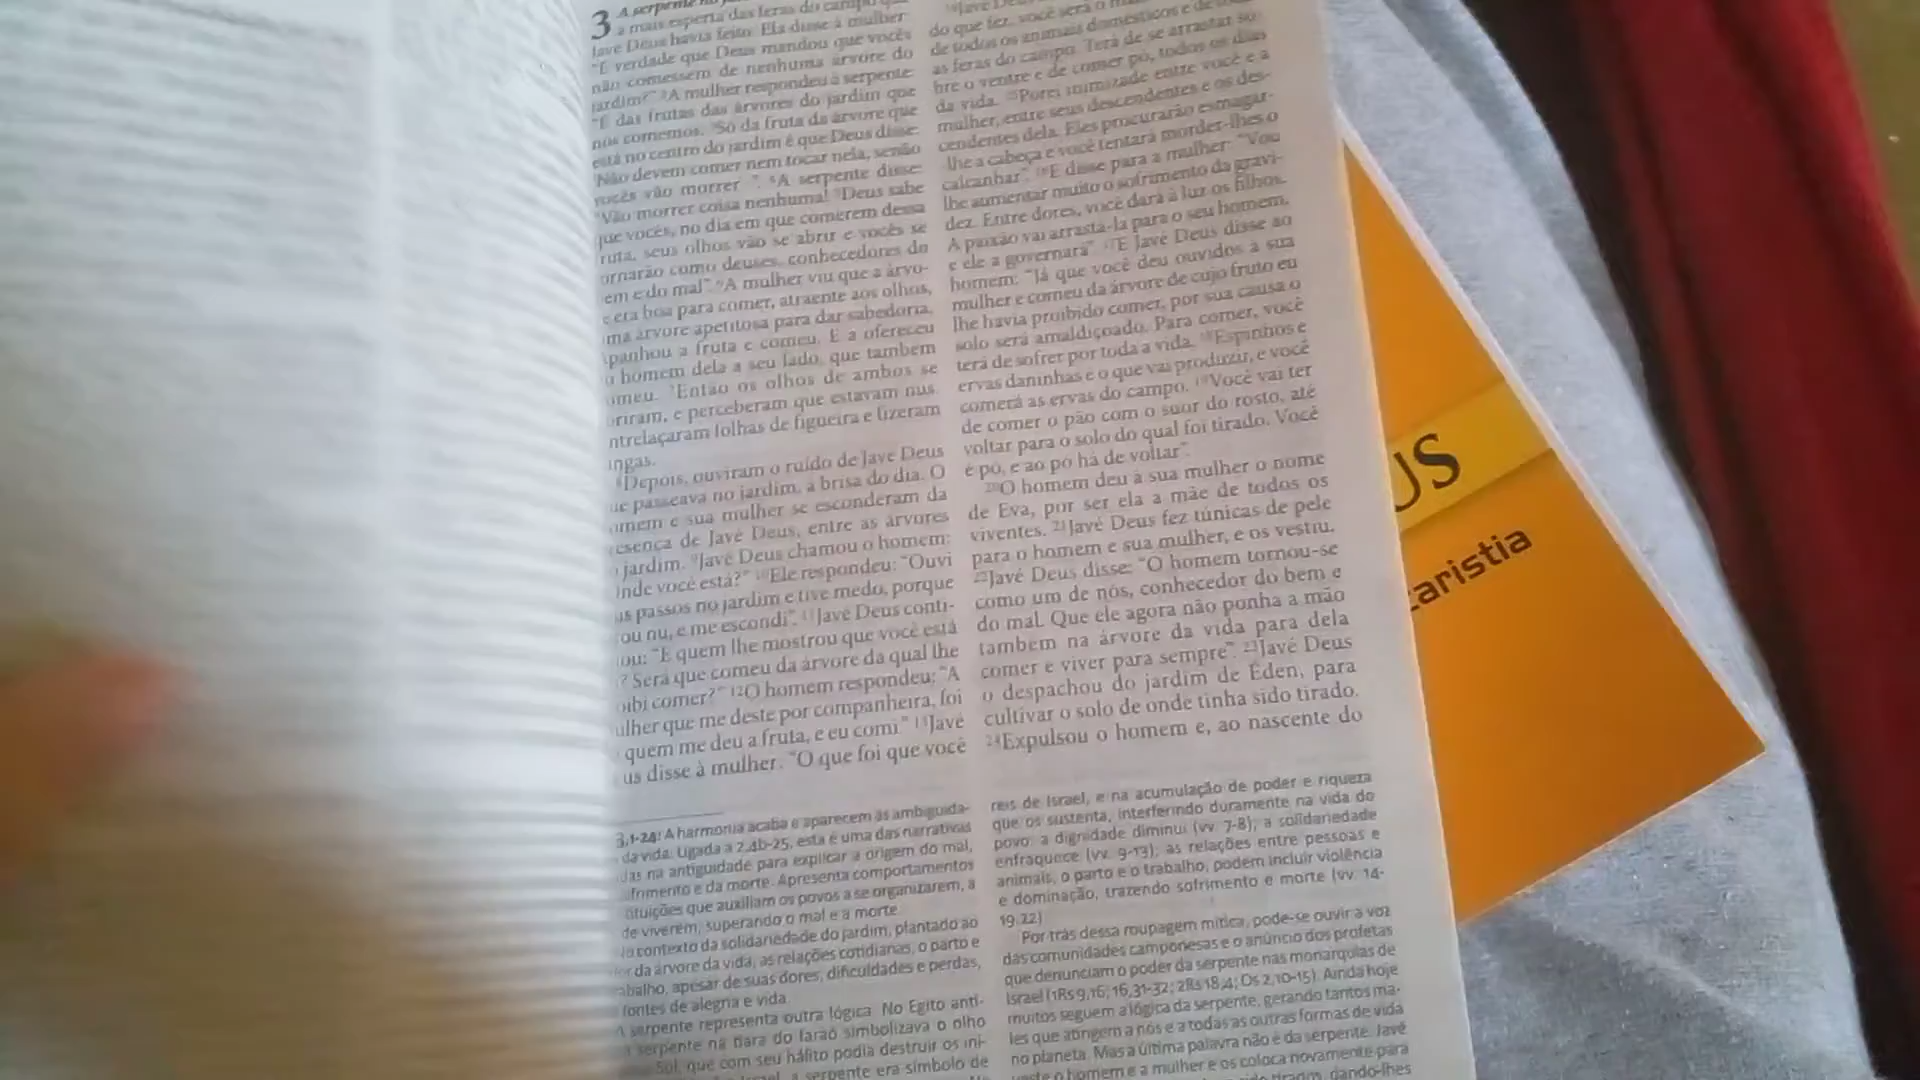 3 A serpente no
a mais esperta das feras do campo que
Javé Deus havia feito. Ela disse à mulher:
“É verdade que Deus mandou que vocês
não comessem de nenhuma árvore do
jardim?” ²A mulher respondeu à serpente:
“É das frutas das árvores do jardim que
nós comemos. ³Só da fruta da árvore que
está no centro do jardim é que Deus disse:
‘Não devem comer nem tocar nela, senão
vocês vão morrer’”. ⁴A serpente disse:
“Vão morrer coisa nenhuma! ⁵Deus sabe
que vocês, no dia em que comerem dessa
ruta, seus olhos vão se abrir e vocês se
ornarão como deuses, conhecedores do
em e do mal”. ⁶A mulher viu que a árvo-
e era boa para comer, atraente aos olhos,
ma árvore apetitosa para dar sabedoria.
panhou a fruta e comeu. E a ofereceu
o homem dela a seu lado, que também
omeu. ⁷Então os olhos de ambos se
briram, e perceberam que estavam nus.
ntrelaçaram folhas de figueira e fizeram
ngas.
⁸Depois, ouviram o ruído de Javé Deus
ue passeava no jardim, à brisa do dia. O
omem e sua mulher se esconderam da
esença de Javé Deus, entre as árvores
jardim. ⁹Javé Deus chamou o homem:
nde você está?” ¹⁰Ele respondeu: “Ouvi
us passos no jardim e tive medo, porque
ou nu, e me escondi”. ¹¹Javé Deus conti-
ou: “E quem lhe mostrou que você está
? Será que comeu da árvore da qual lhe
oibi comer?” ¹²O homem respondeu: “A
ulher que me deste por companheira, foi
quem me deu a fruta, e eu comi.” ¹³Javé
us disse à mulher: “O que foi que você
do que fez, você será o
de todos os animais domésticos e de
as feras do campo. Terá de se arrastar so-
bre o ventre e de comer pó, todos os dias
da vida. ¹⁵Porei inimizade entre você e a
mulher, entre seus descendentes e os des-
cendentes dela. Eles procurarão esmagar-
lhe a cabeça e você tentará morder-lhes o
calcanhar”. ¹⁶E disse para a mulher: “Vou
lhe aumentar muito o sofrimento da gravi-
dez. Entre dores, você dará à luz os filhos.
A paixão vai arrastá-la para o seu homem,
e ele a governará”. ¹⁷E Javé Deus disse ao
homem: “Já que você deu ouvidos à sua
mulher e comeu da árvore de cujo fruto eu
lhe havia proibido comer, por sua causa o
solo será amaldiçoado. Para comer, você
terá de sofrer por toda a vida. ¹⁸Espinhos e
ervas daninhas é o que vai produzir, e você
comerá as ervas do campo. ¹⁹Você vai ter
de comer o pão com o suor do rosto, até
voltar para o solo do qual foi tirado. Você
é pó, e ao pó há de voltar”.
²⁰O homem deu à sua mulher o nome
de Eva, por ser ela a mãe de todos os
viventes. ²¹Javé Deus fez túnicas de pele
para o homem e sua mulher, e os vestiu.
²²Javé Deus disse: “O homem tornou-se
como um de nós, conhecedor do bem e
do mal. Que ele agora não ponha a mão
também na árvore da vida para dela
comer e viver para sempre”. ²³Javé Deus
o despachou do jardim de Éden, para
cultivar o solo de onde tinha sido tirado.
²⁴Expulsou o homem e, ao nascente do
3,1-24: A harmonia acaba e aparecem as ambiguida-
da vida. Ligada a 2,4b-25, esta é uma das narrativas
das na antiguidade para explicar a origem do mal,
frimento e da morte. Apresenta comportamentos
tituições que auxiliam os povos a se organizarem, a
de viverem, superando o mal e a morte.
o contexto da solidariedade do jardim, plantado ao
or da árvore da vida, as relações cotidianas, o parto e
abalho, apesar de suas dores, dificuldades e perdas,
fontes de alegria e vida.
A serpente representa outra lógica. No Egito anti-
serpente na tiara do faraó simbolizava o olho
Sol, que com seu hálito podia destruir os ini-
a serpente era símbolo de
reis de Israel, e na acumulação de poder e riqueza
que os sustenta, interferindo duramente na vida do
povo: a dignidade diminui (vv. 7-8); a solidariedade
enfraquece (vv. 9-13); as relações entre pessoas e
animais, o parto e o trabalho, podem incluir violência
e dominação, trazendo sofrimento e morte (vv. 14-
19.22).
Por trás dessa roupagem mítica, pode-se ouvir a voz
das comunidades camponesas e o anúncio dos profetas
que denunciam o poder da serpente nas monarquias de
Israel (1Rs 9,16; 16,31-32; 2Rs 18,4; Os 2,10-15). Ainda hoje
muitos seguem a lógica da serpente, gerando tantos ma-
les que atingem a nós e a todas as outras formas de vida
no planeta. Mas a última palavra não é da serpente. Javé
veste o homem e a mulher e os coloca novamente para
tirados, dando-lhes
US
caristia